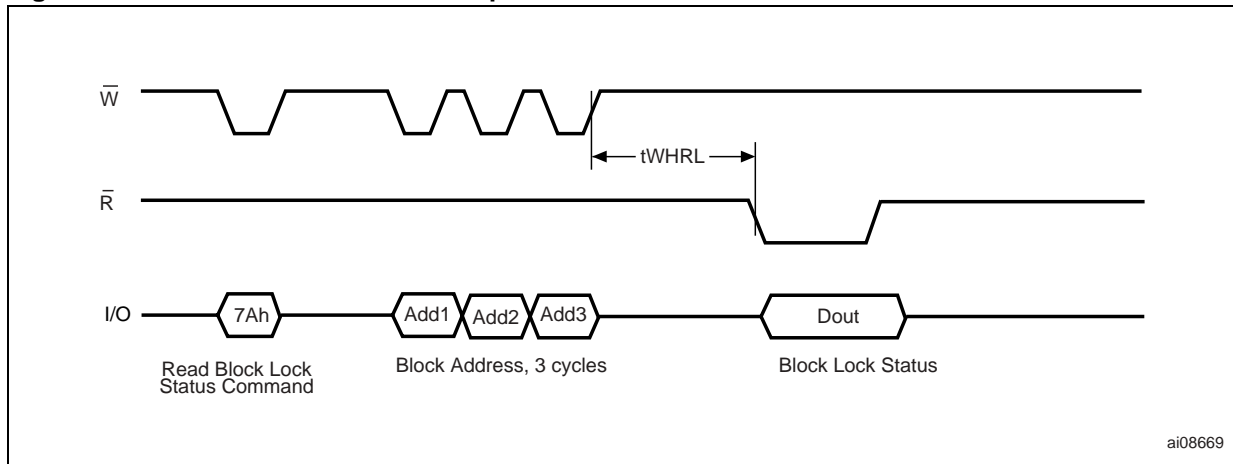 W
tWHRL
R
I/O
7Ah
Add1
Add2
Add3
Dout
Read Block Lock
Status Command
Block Address, 3 cycles
Block Lock Status
ai08669